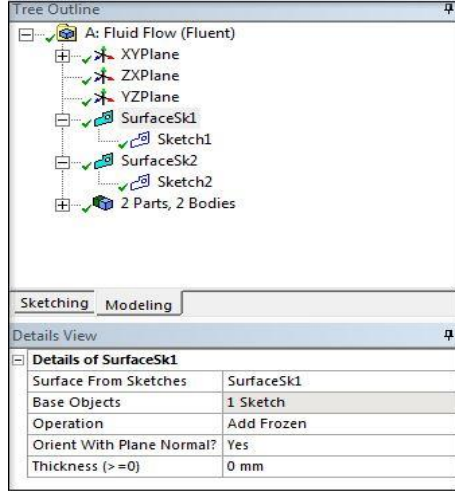 Tree Outline
A: Fluid Flow (Fluent)
XYPlane
ZXPlane
YZPlane
SurfaceSk1
Sketch1
SurfaceSk2
Sketch2
2 Parts, 2 Bodies
Sketching Modeling
Details View
Details of SurfaceSk1
Surface From Sketches SurfaceSk1
Base Objects 1 Sketch
Operation Add Frozen
Orient With Plane Normal? Yes
Thickness (>=0) 0 mm